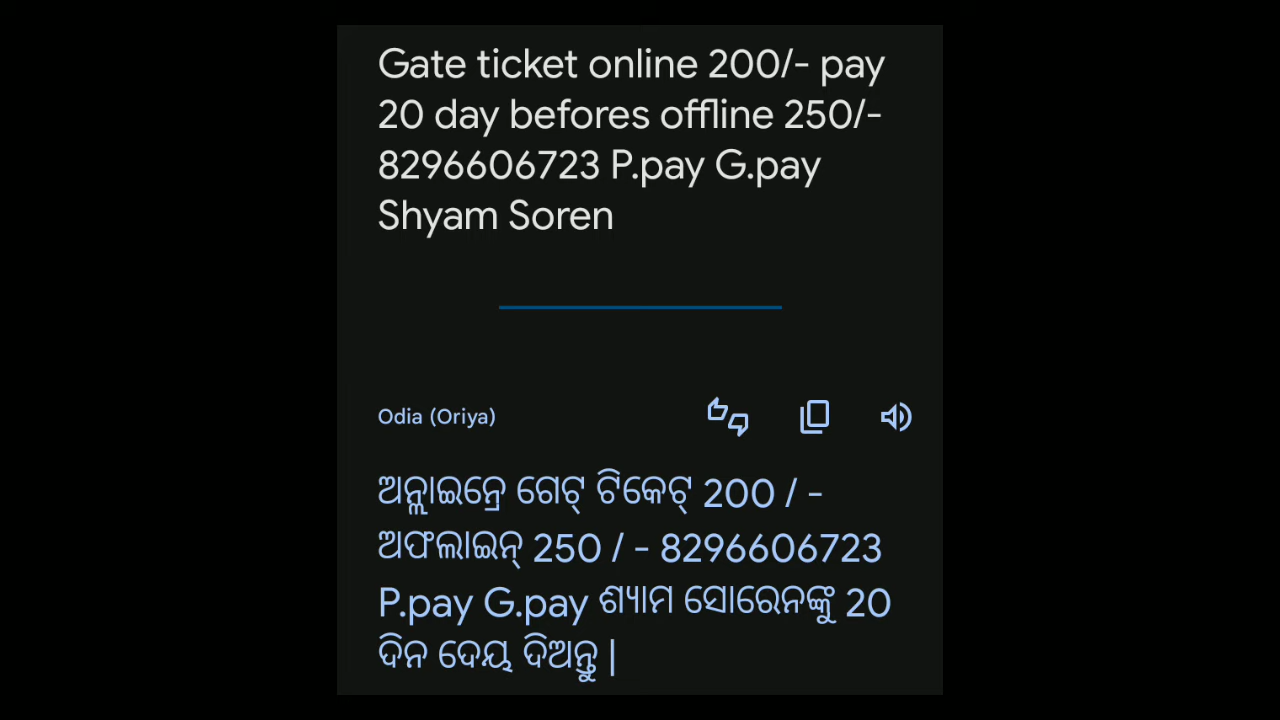 Gate ticket online 200/- pay
20 day befores offline 250/-
8296606723 P.pay G.pay
Shyam Soren
Odia (Oriya)
ଅନ୍ଲାଇନ୍ରେ ଗେଟ୍ ଟିକେଟ୍ 200 / -
ଅଫଲାଇନ୍ 250 / - 8296606723
P.pay G.pay ଶ୍ୟାମ ସୋରେନଙ୍କୁ 20
ଦିନ ଦେୟ ଦିଅନ୍ତୁ |